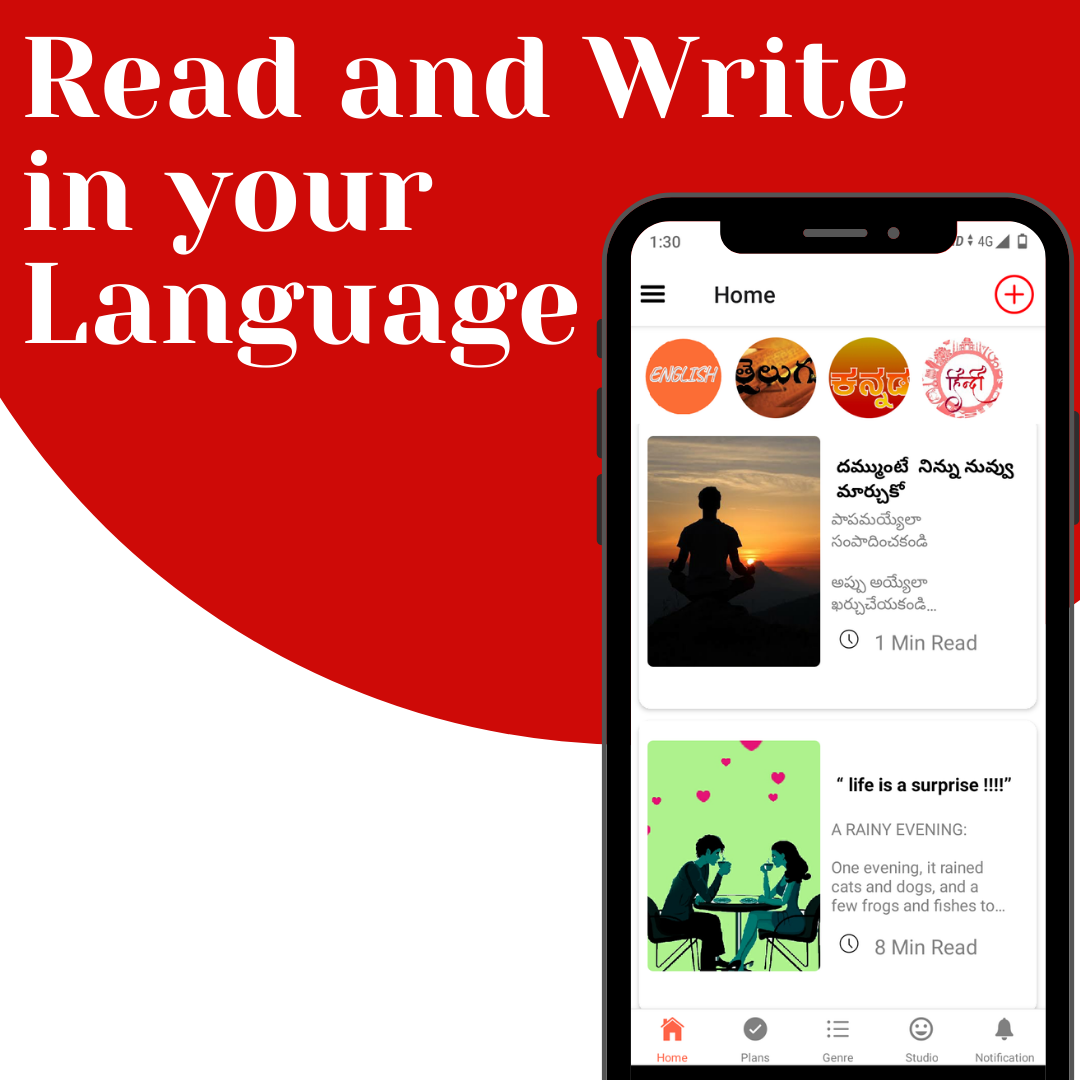 Read and Write
in your
Language
1:30
4G
Home
ENGLISH
తెలుగు
ಕನ್ನಡ
हिन्दी
దమ్ముంటే నిన్ను నువ్వు
మార్చుకో
పాపమయ్యేలా
సంపాదించకండి
అప్పు అయ్యేలా
ఖర్చుచేయకండి...
1 Min Read
“ life is a surprise !!!!”
A RAINY EVENING:
One evening, it rained
cats and dogs, and a
few frogs and fishes to...
8 Min Read
Home Plans Genre Studio Notification